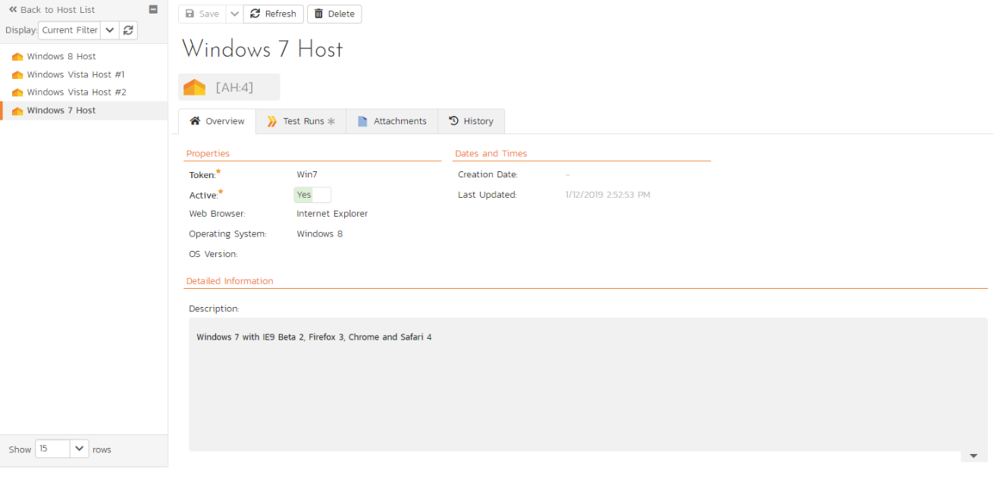 Back to Host List
Display: Current Filter
Windows 8 Host
Windows Vista Host #1
Windows Vista Host #2
Windows 7 Host
Show 15 rows
Save Refresh Delete
Windows 7 Host
[AH:4]
Overview Test Runs Attachments History
Properties
Token:* Win7
Active:* Yes
Web Browser: Internet Explorer
Operating System: Windows 8
OS Version:
Dates and Times
Creation Date: -
Last Updated: 1/12/2019 2:52:53 PM
Detailed Information
Description:
Windows 7 with IE9 Beta 2, Firefox 3, Chrome and Safari 4